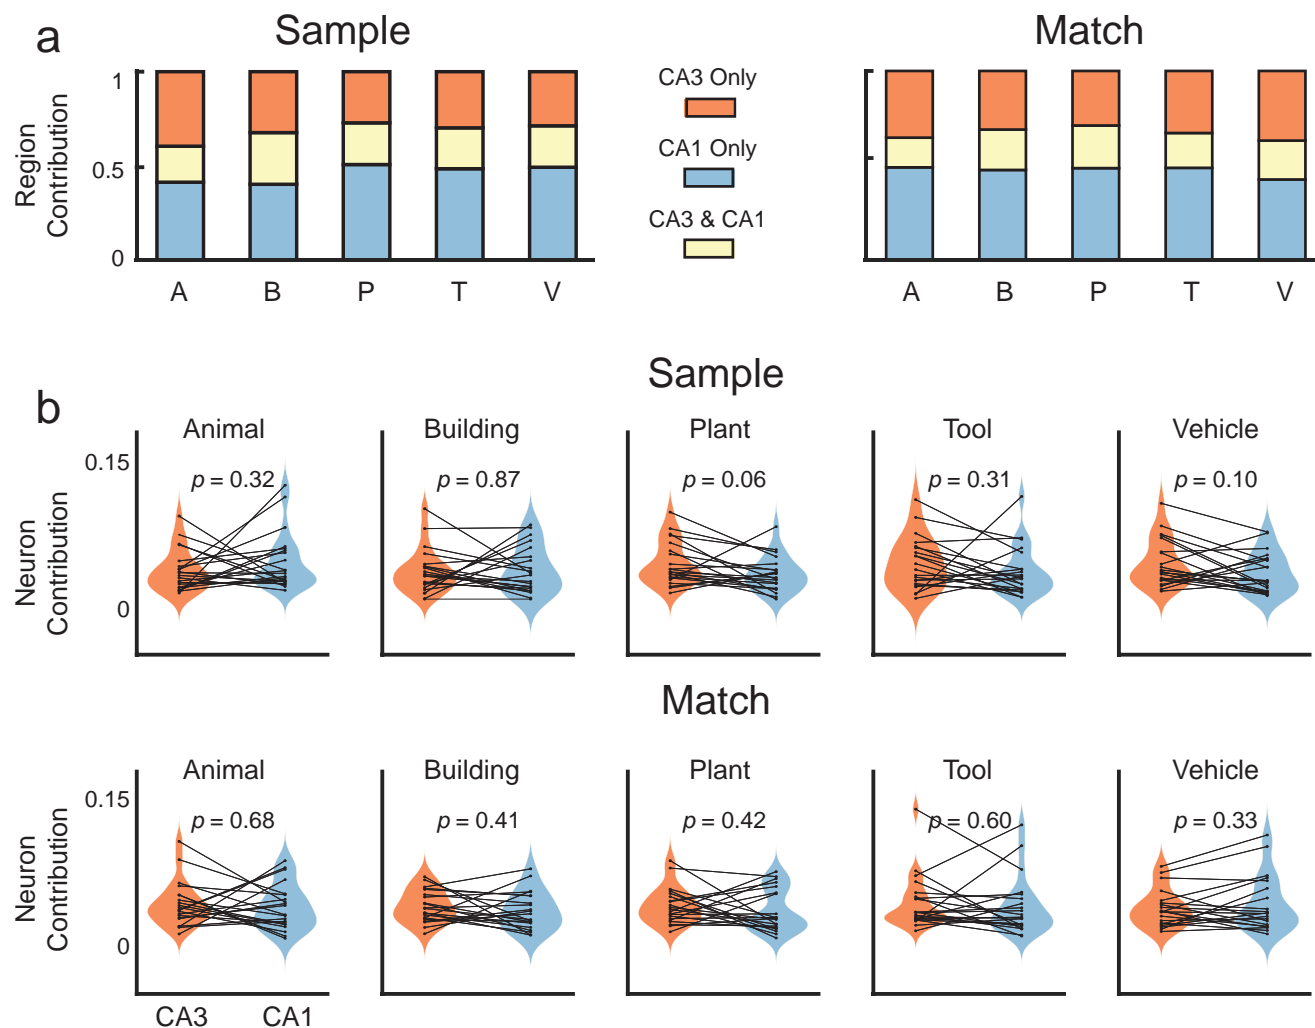 a
Sample
Match
Region
Contribution
1
0.5
0
CA3 Only
CA1 Only
CA3 & CA1
A B P T V
A B P T V
Sample
b
Animal Building Plant Tool Vehicle
Neuron
Contribution
0.15
0
p = 0.32 p = 0.87 p = 0.06 p = 0.31 p = 0.10
Match
Animal Building Plant Tool Vehicle
Neuron
Contribution
0.15
0
p = 0.68 p = 0.41 p = 0.42 p = 0.60 p = 0.33
CA3 CA1